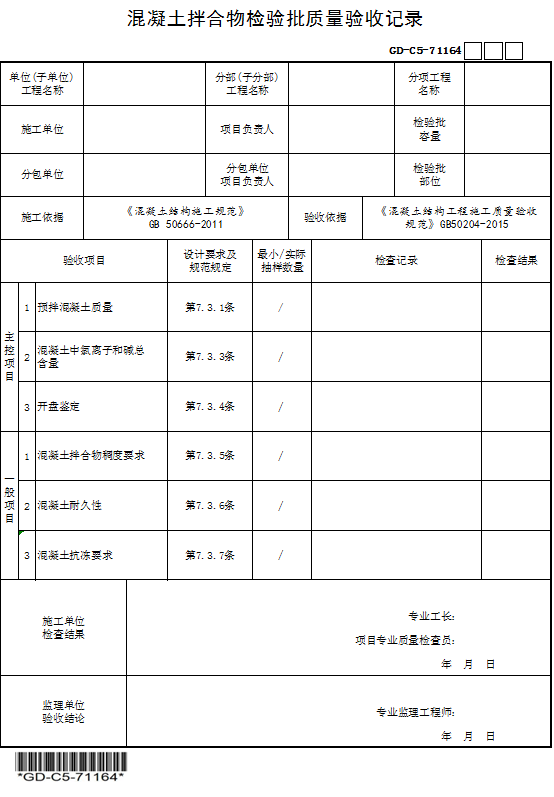 混凝土拌合物检验批质量验收记录
GD-C5-71164
单位(子单位)
工程名称
分部(子分部)
工程名称
分项工程
名称
施工单位
项目负责人
检验批
容量
分包单位
分包单位
项目负责人
检验批
部位
施工依据
《混凝土结构施工规范》
GB 50666-2011
验收依据
《混凝土结构工程施工质量验收
规范》GB50204-2015
验收项目
设计要求及
规范规定
最小/实际
抽样数量
检查记录
检查结果
主
控
项
目
1 预拌混凝土质量 第7.3.1条 /
2 混凝土中氯离子和碱总
含量
第7.3.3条 /
3 开盘鉴定 第7.3.4条 /
一
般
项
目
1 混凝土拌合物稠度要求 第7.3.5条 /
2 混凝土耐久性 第7.3.6条 /
3 混凝土抗冻要求 第7.3.7条 /
施工单位
检查结果
专业工长:
项目专业质量检查员:
年 月 日
监理单位
验收结论
专业监理工程师:
年 月 日
*GD-C5-71164*